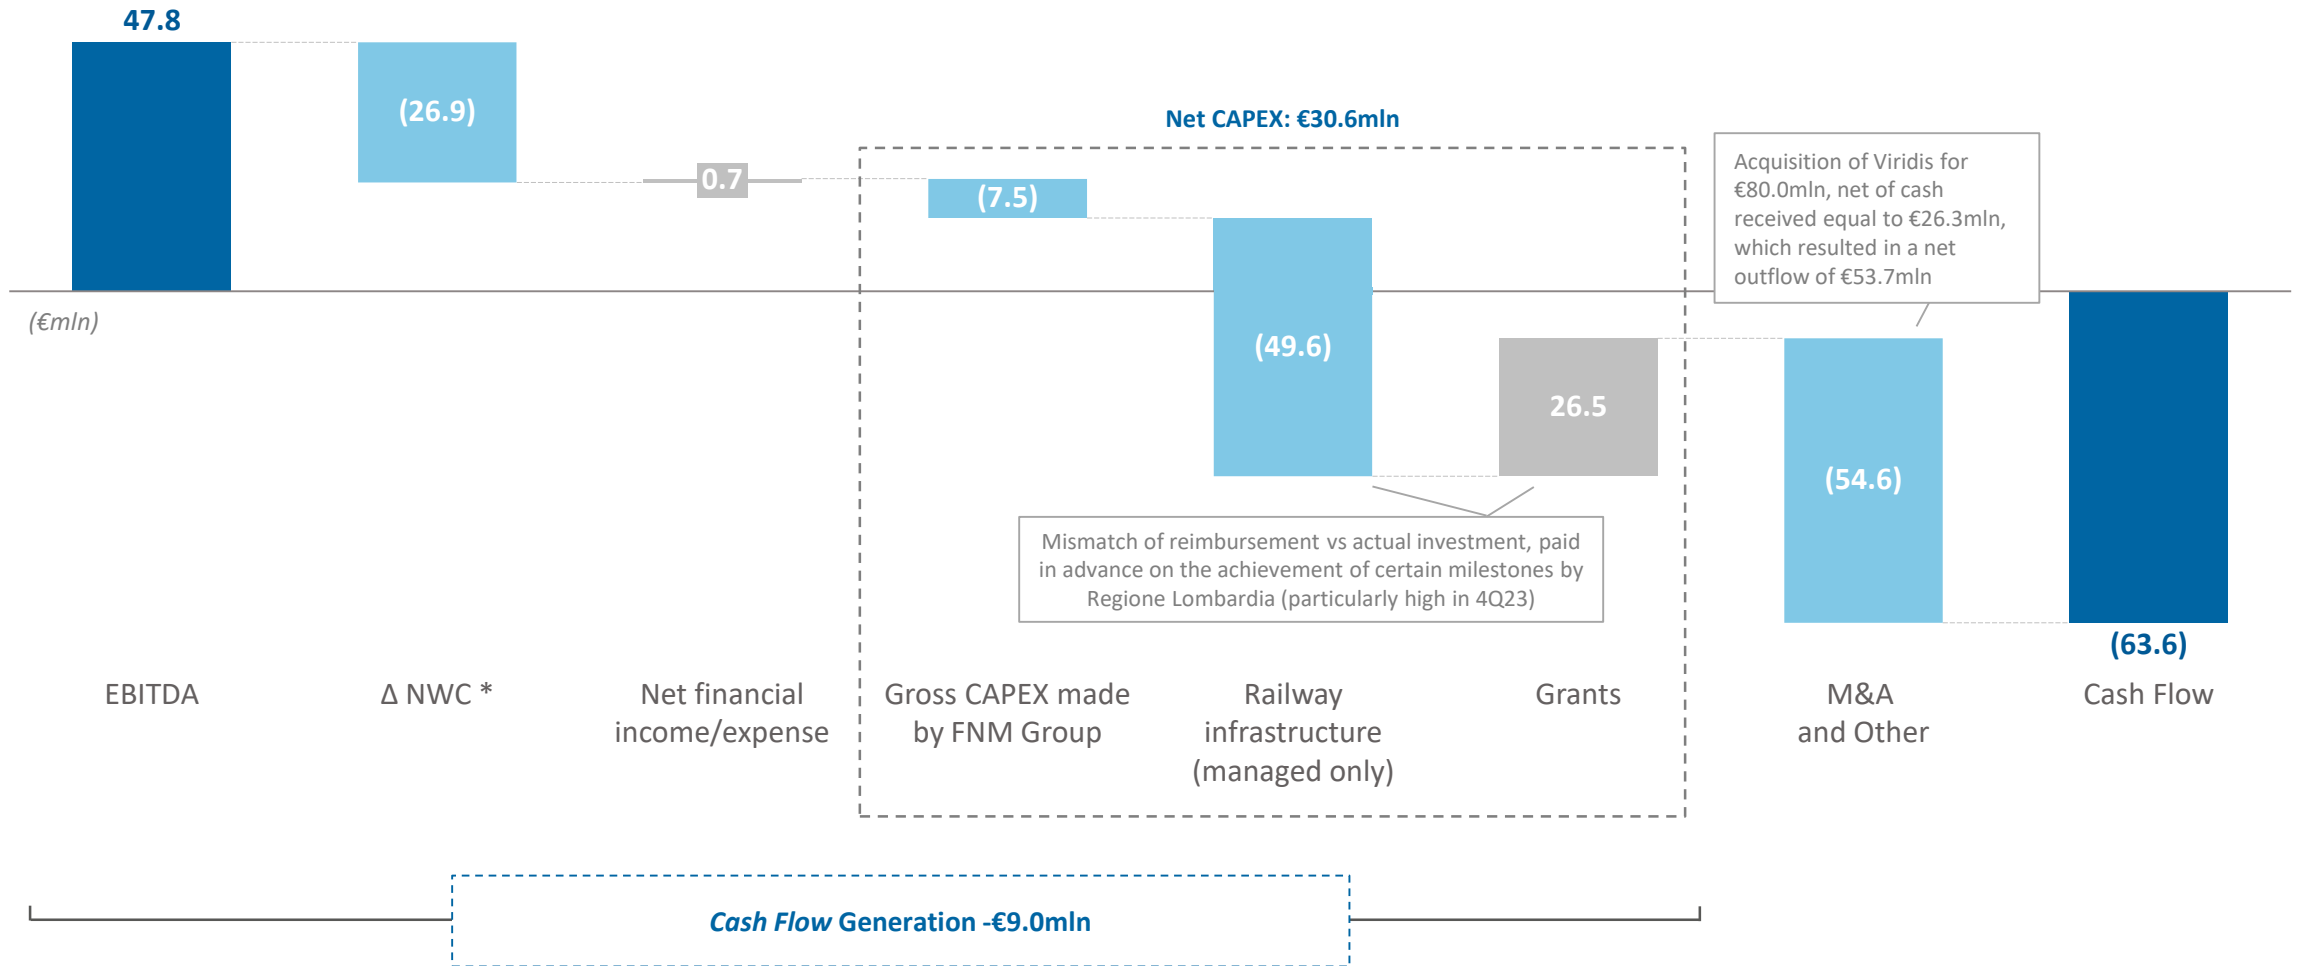 47.8
(26.9)
0.7
Net CAPEX: €30.6mln
(7.5)
(49.6)
26.5
Acquisition of Viridis for
€80.0mln, net of cash
received equal to €26.3mln,
which resulted in a net
outflow of €53.7mln
(€mln)
(54.6)
Mismatch of reimbursement vs actual investment, paid
in advance on the achievement of certain milestones by
Regione Lombardia (particularly high in 4Q23)
(63.6)
EBITDA
Δ NWC *
Net financial
income/expense
Gross CAPEX made
by FNM Group
Railway
infrastructure
(managed only)
Grants
M&A
and Other
Cash Flow
Cash Flow Generation -€9.0mln